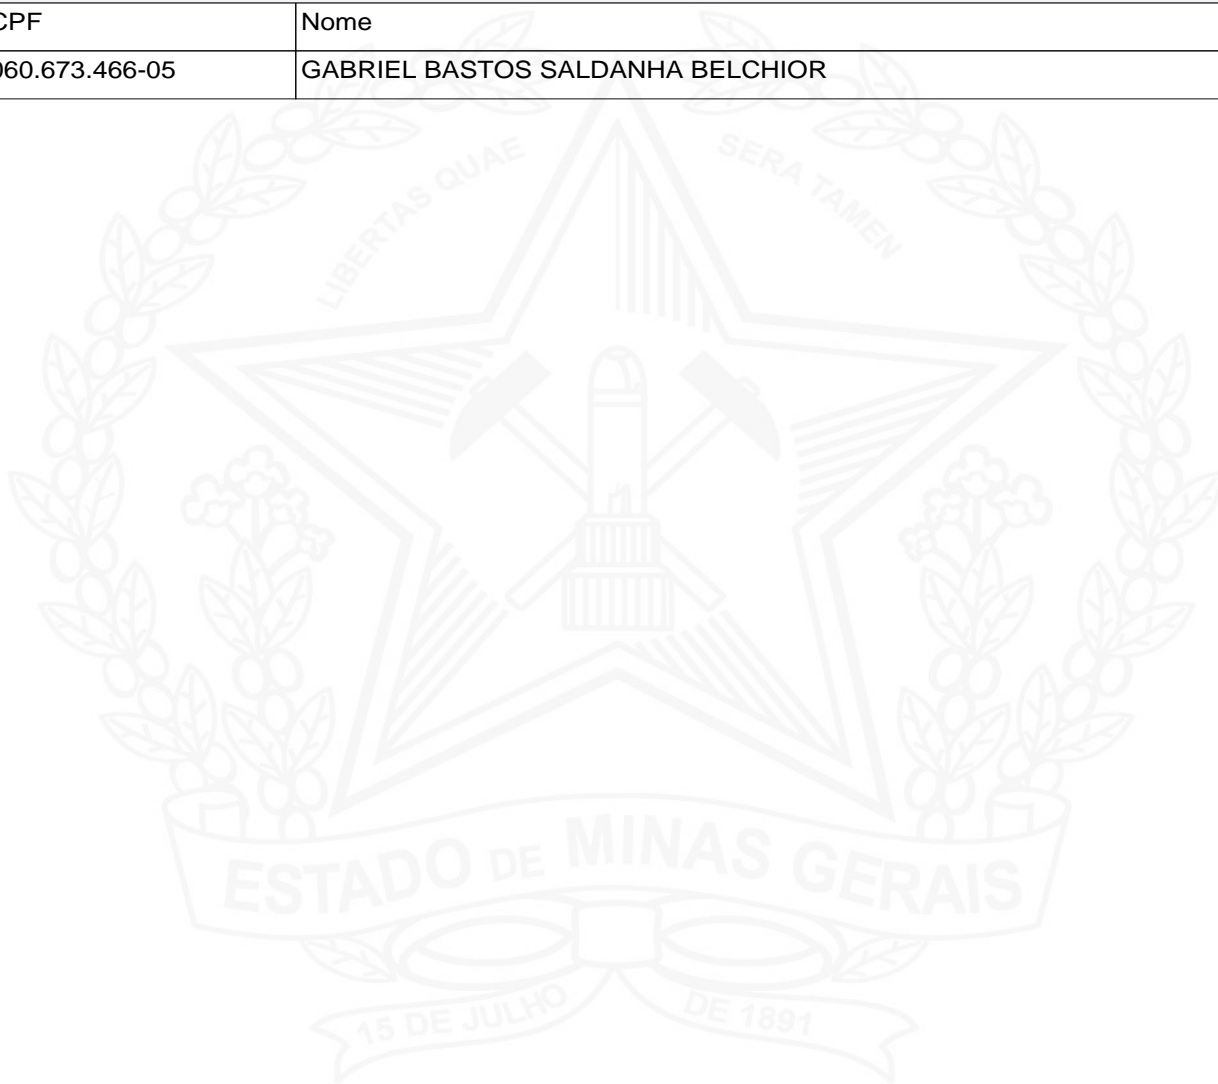 CPF Nome
060.673.466-05 GABRIEL BASTOS SALDANHA BELCHIOR
LIBERTAS QUAE SERA TAMEN
ESTADO DE MINAS GERAIS
15 DE JULHO DE 1891